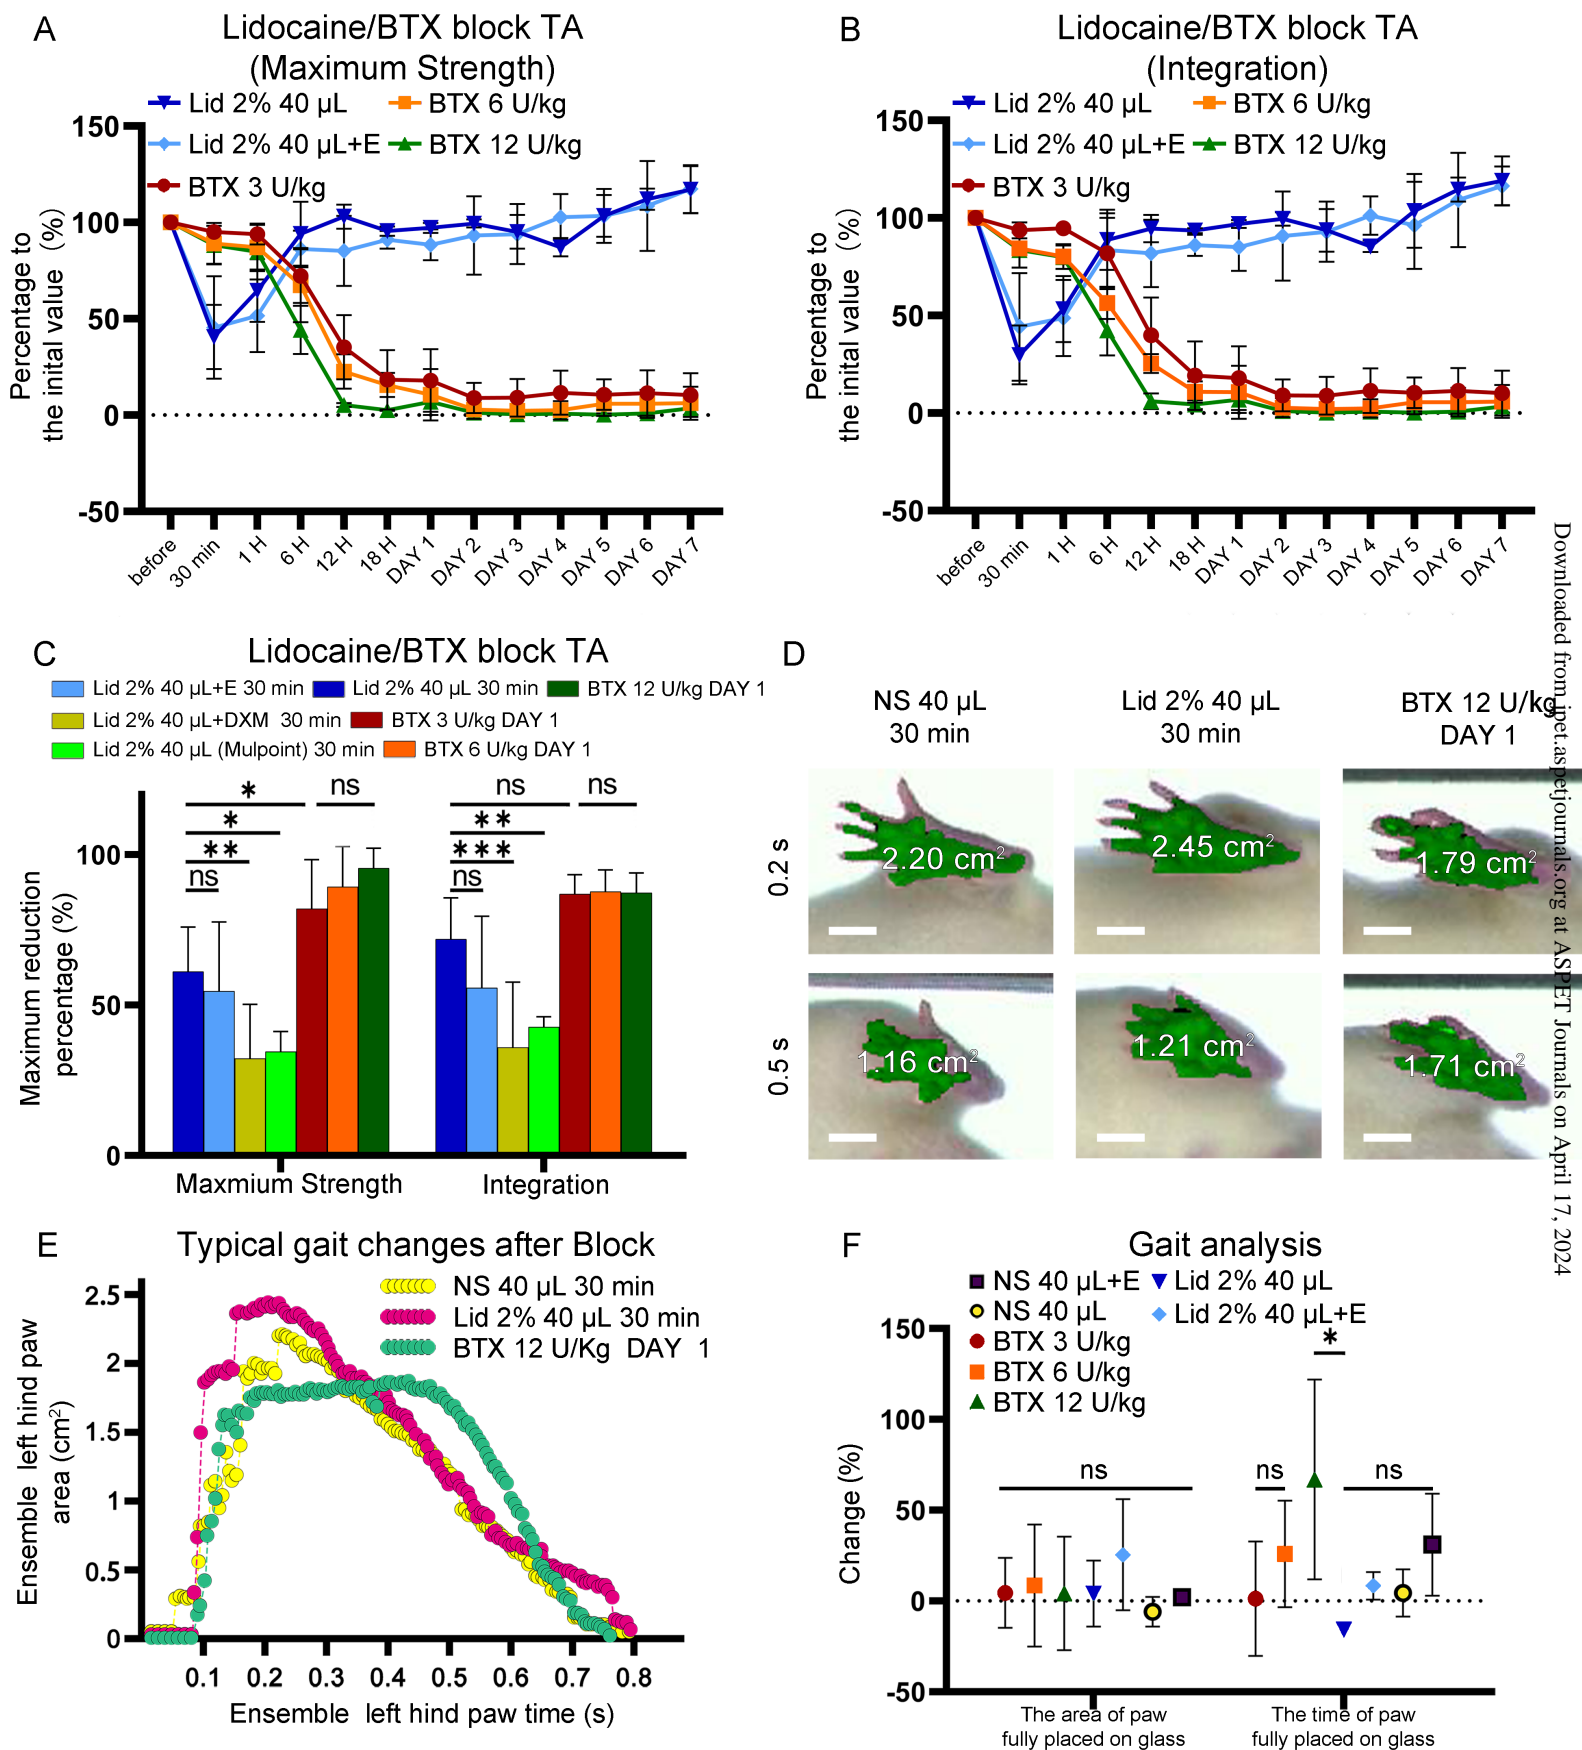 A
Lidocaine/BTX block TA
(Maximum Strength)
Lid 2% 40 µL
BTX 6 U/kg
Lid 2% 40 µL+E
BTX 12 U/kg
BTX 3 U/kg
Percentage to
the inital value (%)
150
100
50
0
-50
before
30 min
1 H
6 H
12 H
18 H
DAY 1
DAY 2
DAY 3
DAY 4
DAY 5
DAY 6
DAY 7
B
Lidocaine/BTX block TA
(Integration)
Lid 2% 40 µL
BTX 6 U/kg
Lid 2% 40 µL+E
BTX 12 U/kg
BTX 3 U/kg
Percentage to
the inital value (%)
150
100
50
0
-50
before
30 min
1 H
6 H
12 H
18 H
DAY 1
DAY 2
DAY 3
DAY 4
DAY 5
DAY 6
DAY 7
C
Lidocaine/BTX block TA
Lid 2% 40 µL+E 30 min
Lid 2% 40 µL 30 min
BTX 12 U/kg DAY 1
Lid 2% 40 µL+DXM 30 min
BTX 3 U/kg DAY 1
Lid 2% 40 µL (Mulpoint) 30 min
BTX 6 U/kg DAY 1
Maximum reduction
percentage (%)
100
50
0
*
ns
*
**
ns
ns
ns
**
***
ns
Maxmium Strength
Integration
D
NS 40 µL
30 min
Lid 2% 40 µL
30 min
BTX 12 U/kg
DAY 1
0.2 s
2.20 cm²
2.45 cm²
1.79 cm²
0.5 s
1.16 cm²
1.21 cm²
1.71 cm²
E
Typical gait changes after Block
NS 40 µL 30 min
Lid 2% 40 µL 30 min
BTX 12 U/Kg DAY 1
Ensemble left hind paw
area (cm²)
2.5
2
1.5
1
0.5
0
0.1
0.2
0.3
0.4
0.5
0.6
0.7
0.8
Ensemble left hind paw time (s)
F
Gait analysis
NS 40 µL+E
Lid 2% 40 µL
NS 40 µL
Lid 2% 40 µL+E
BTX 3 U/kg
BTX 6 U/kg
BTX 12 U/kg
Change (%)
150
100
50
0
-50
ns
ns
*
ns
The area of paw
fully placed on glass
The time of paw
fully placed on glass
Downloaded from jpet.aspetjournals.org at ASPET Journals on April 17, 2024